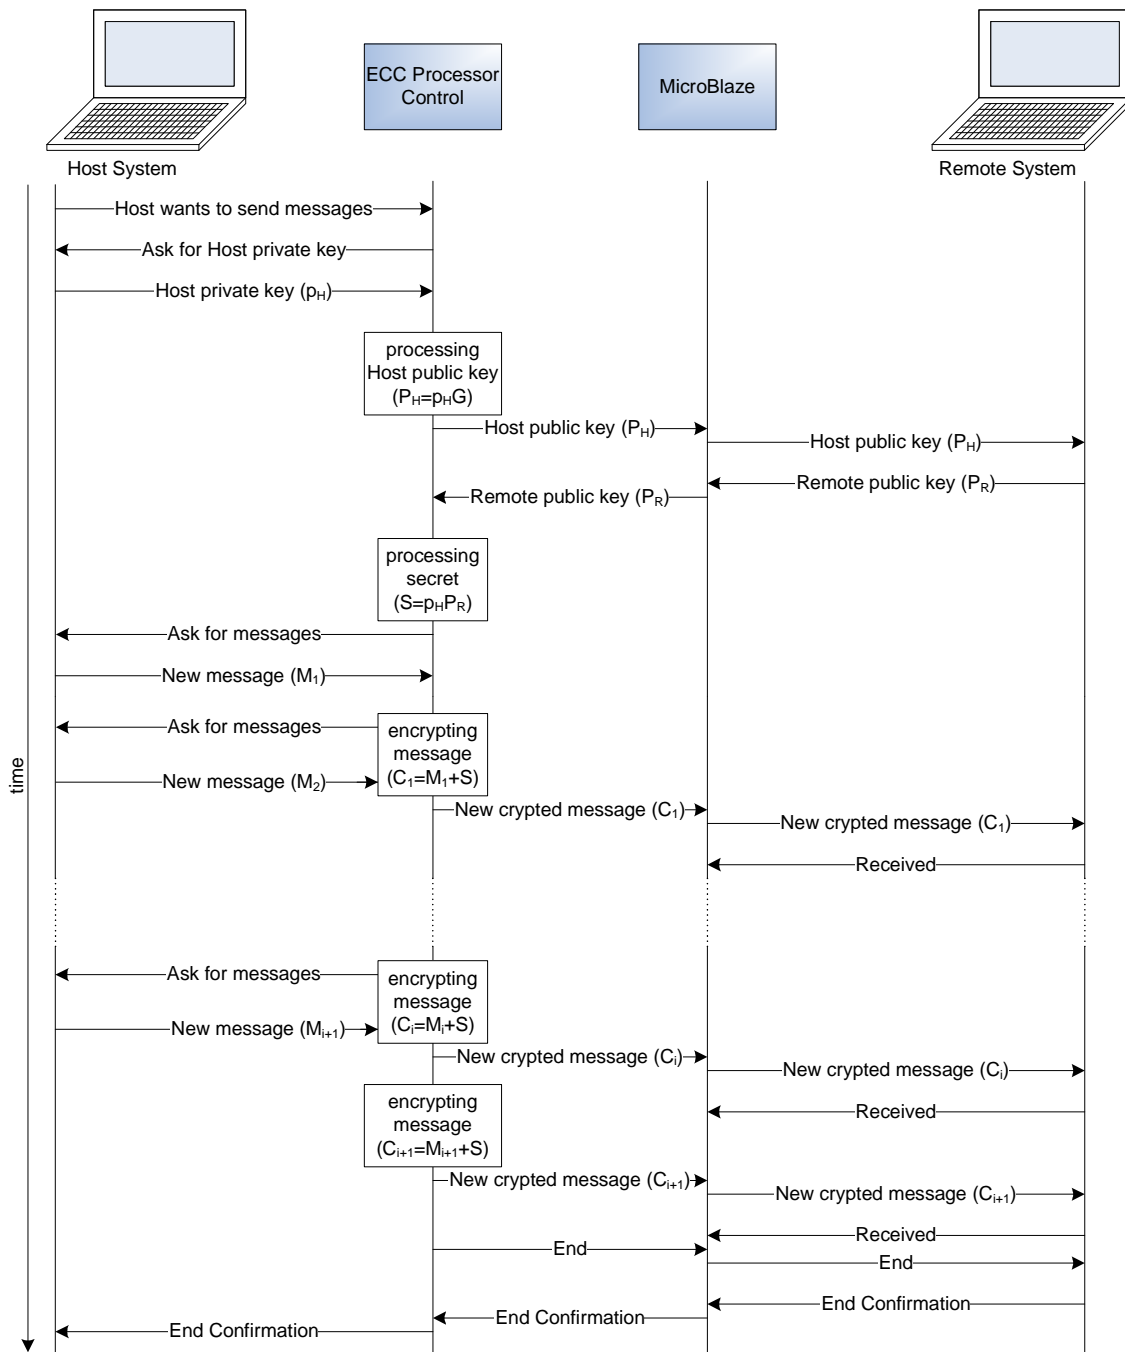 ECC Processor
Control
MicroBlaze
Host System
Remote System
Host wants to send messages
Ask for Host private key
Host private key (pH)
processing
Host public key
(PH=pHG)
Host public key (PH)
Host public key (PH)
Remote public key (PR)
Remote public key (PR)
processing
secret
(S=pHPR)
Ask for messages
New message (M1)
Ask for messages
encrypting
message
(C1=M1+S)
New message (M2)
time
New crypted message (C1)
New crypted message (C1)
Received
Ask for messages
encrypting
message
(Ci=Mi+S)
New message (Mi+1)
New crypted message (Ci)
New crypted message (Ci)
encrypting
message
(Ci+1=Mi+1+S)
Received
New crypted message (Ci+1)
New crypted message (Ci+1)
Received
End
End
End Confirmation
End Confirmation
End Confirmation